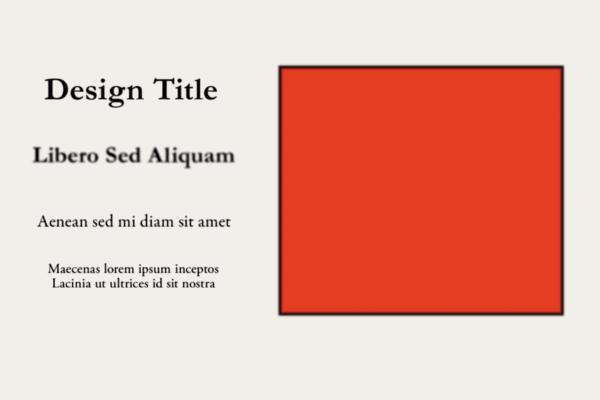 Design Title
Libero Sed Aliquam
Aenean sed mi diam sit amet
Maecenas lorem ipsum inceptos
Lacinia ut ultrices id sit nostra